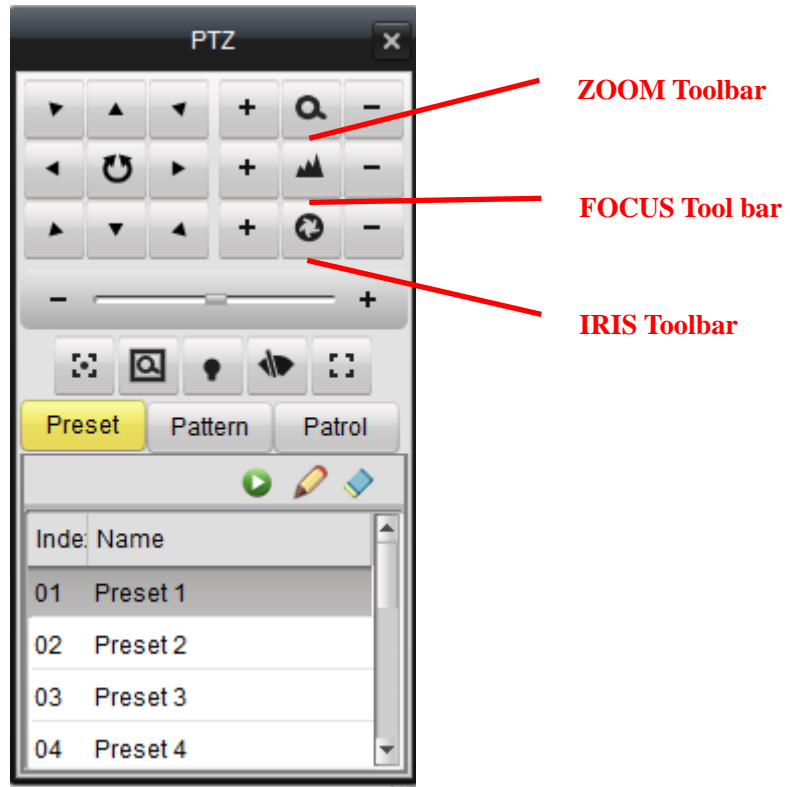 PTZ
ZOOM Toolbar
FOCUS Tool bar
IRIS Toolbar
Preset Pattern Patrol
Inde: Name
01 Preset 1
02 Preset 2
03 Preset 3
04 Preset 4